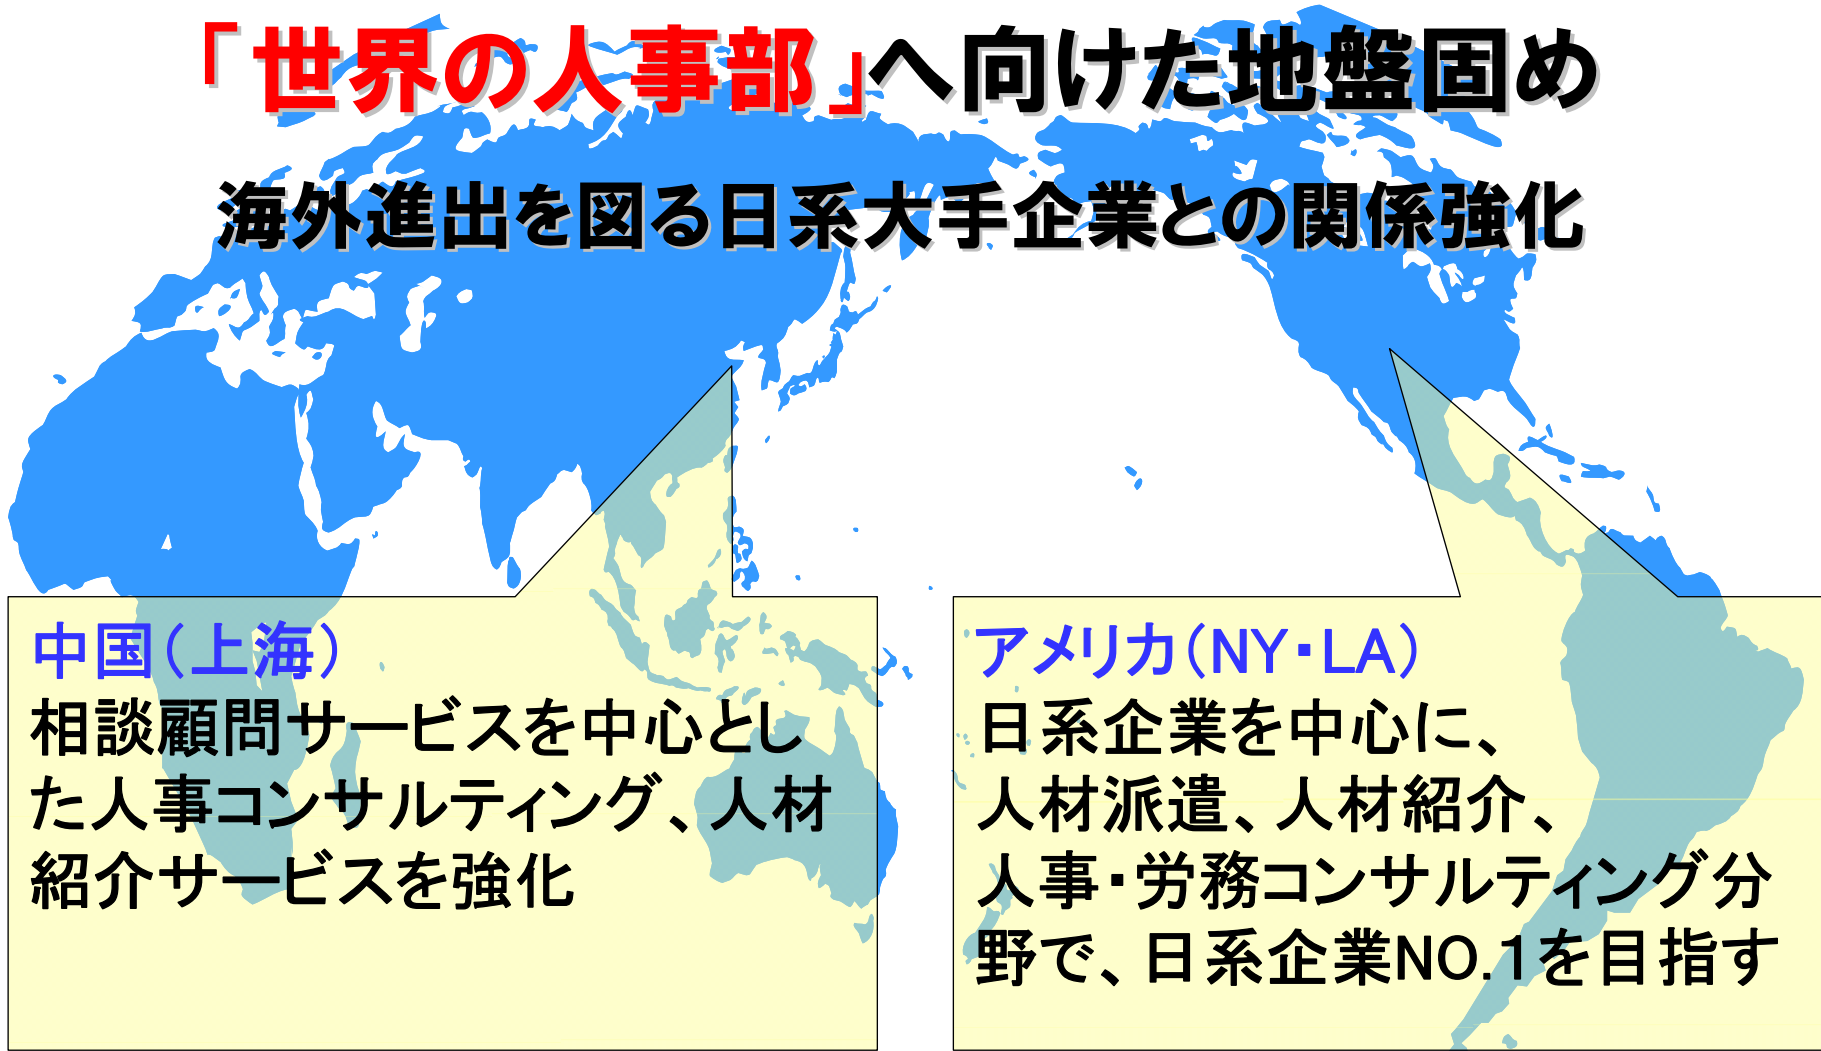 「世界の人事部」へ向けた地盤固め
海外進出を図る日系大手企業との関係強化
中国(上海)
相談顧問サービスを中心とし
た人事コンサルティング、人材
紹介サービスを強化
アメリカ(NY・LA)
日系企業を中心に、
人材派遣、人材紹介、
人事・労務コンサルティング分
野で、日系企業NO.1を目指す